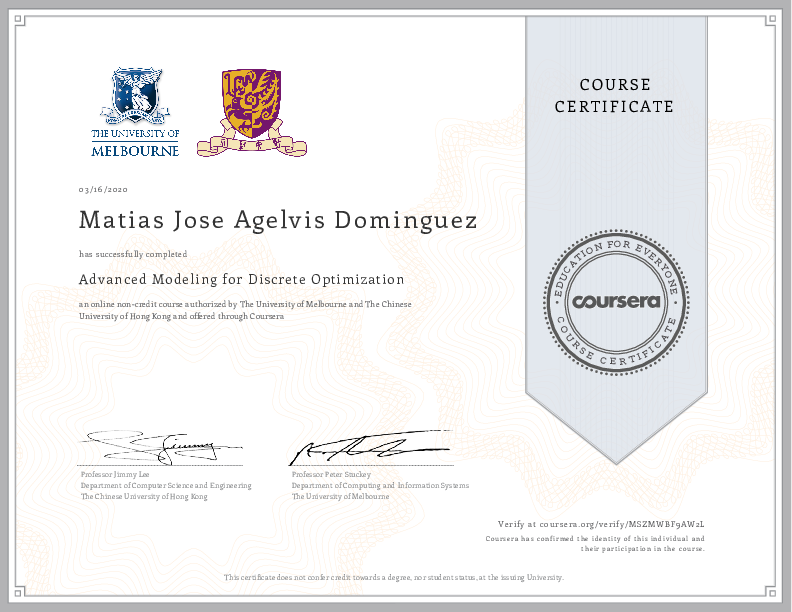 THE UNIVERSITY OF
MELBOURNE
03/16/2020
Matias Jose Agelvis Dominguez
has successfully completed
Advanced Modeling for Discrete Optimization
an online non-credit course authorized by The University of Melbourne and The Chinese
University of Hong Kong and offered through Coursera
COURSE
CERTIFICATE
EDUCATION FOR EVERYONE
coursera
COURSE CERTIFICATE
Professor Jimmy Lee
Department of Computer Science and Engineering
The Chinese University of Hong Kong
Professor Peter Stuckey
Department of Computing and Information Systems
The University of Melbourne
Verify at coursera.org/verify/MSZMWBF9AW2L
Coursera has confirmed the identity of this individual and
their participation in the course.
This certificate does not confer credit towards a degree, nor student status, at the issuing University.